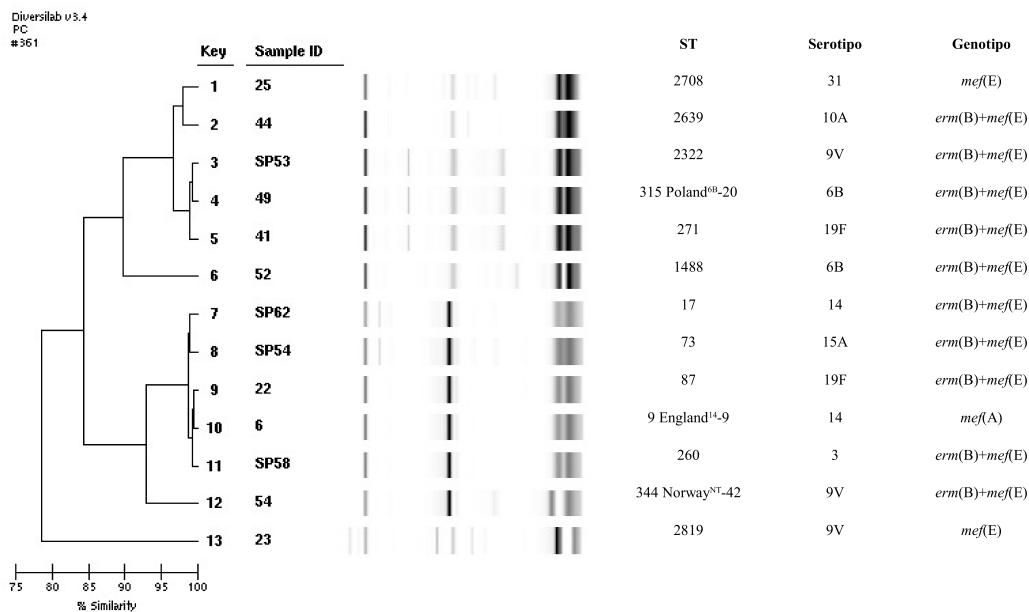 Diversilab v3.4
PC
#361
Key Sample ID ST Serotipo Genotipo
1 25 2708 31 mef(E)
2 44 2639 10A erm(B)+mef(E)
3 SP53 2322 9V erm(B)+mef(E)
4 49 315 Poland6B-20 6B erm(B)+mef(E)
5 41 271 19F erm(B)+mef(E)
6 52 1488 6B erm(B)+mef(E)
7 SP62 17 14 erm(B)+mef(E)
8 SP54 73 15A erm(B)+mef(E)
9 22 87 19F erm(B)+mef(E)
10 6 9 England14-9 14 mef(A)
11 SP58 260 3 erm(B)+mef(E)
12 54 344 NorwayNT-42 9V erm(B)+mef(E)
13 23 2819 9V mef(E)
75 80 85 90 95 100
% Similarity